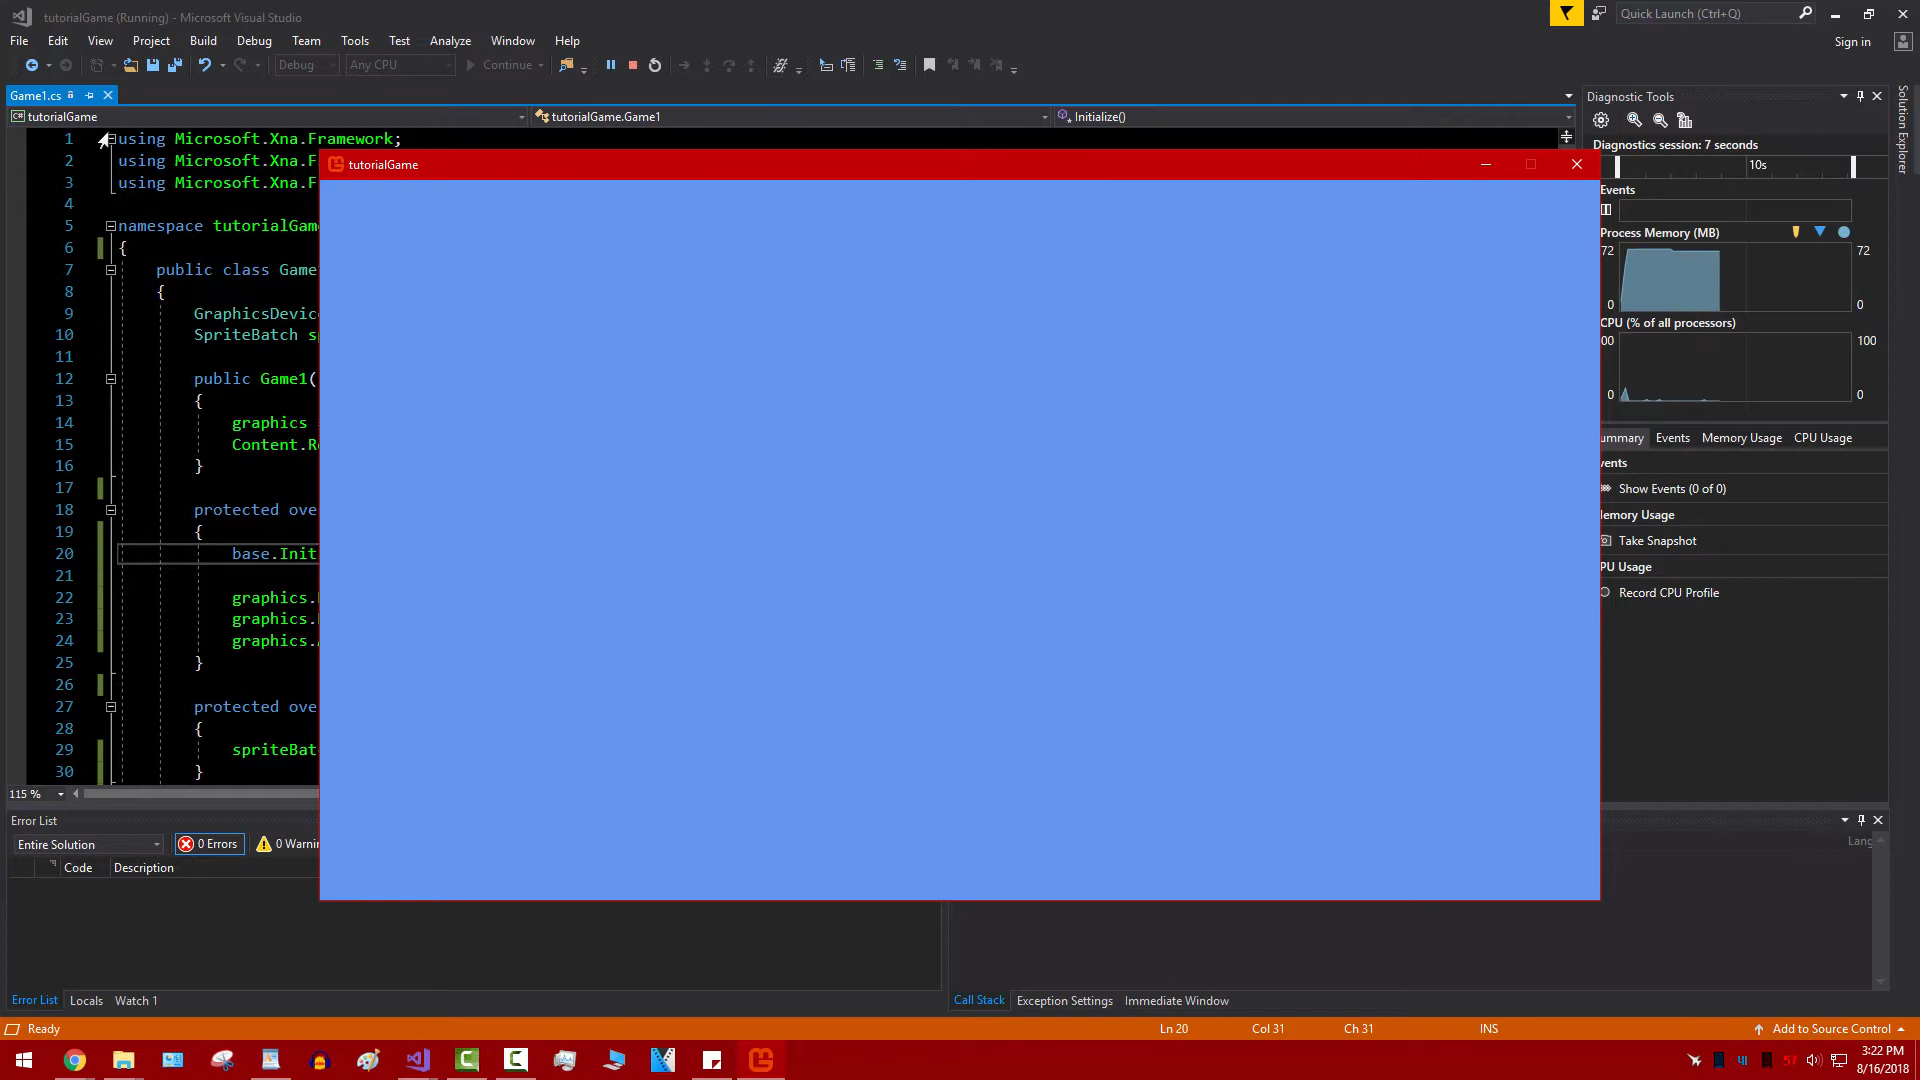 tutorialGame (Running) - Microsoft Visual Studio
Quick Launch (Ctrl+Q)
File Edit View Project Build Debug Team Tools Test Analyze Window Help
Sign in
Debug Any CPU Continue
Game1.cs
tutorialGame tutorialGame.Game1 Initialize()
1 using Microsoft.Xna.Framework;
2 using Microsoft.Xna.F
3 using Microsoft.Xna.F
4
5 namespace tutorialGam
6 {
7 public class Game
8 {
9 GraphicsDevic
10 SpriteBatch s
11
12 public Game1(
13 {
14 graphics
15 Content.R
16 }
17
18 protected ove
19 {
20 base.Init
21
22 graphics.
23 graphics.
24 graphics.
25 }
26
27 protected ove
28 {
29 spriteBat
30 }
115 %
tutorialGame
Diagnostic Tools
Diagnostics session: 7 seconds
10s
Events
Process Memory (MB)
72 72
0 0
CPU (% of all processors)
00 100
0 0
ummary Events Memory Usage CPU Usage
vents
Show Events (0 of 0)
emory Usage
Take Snapshot
PU Usage
Record CPU Profile
Solution Explorer
Error List
Entire Solution 0 Errors 0 Warnin
Code Description
Lang
Error List Locals Watch 1
Call Stack Exception Settings Immediate Window
Ready Ln 20 Col 31 Ch 31 INS Add to Source Control
57
3:22 PM
8/16/2018